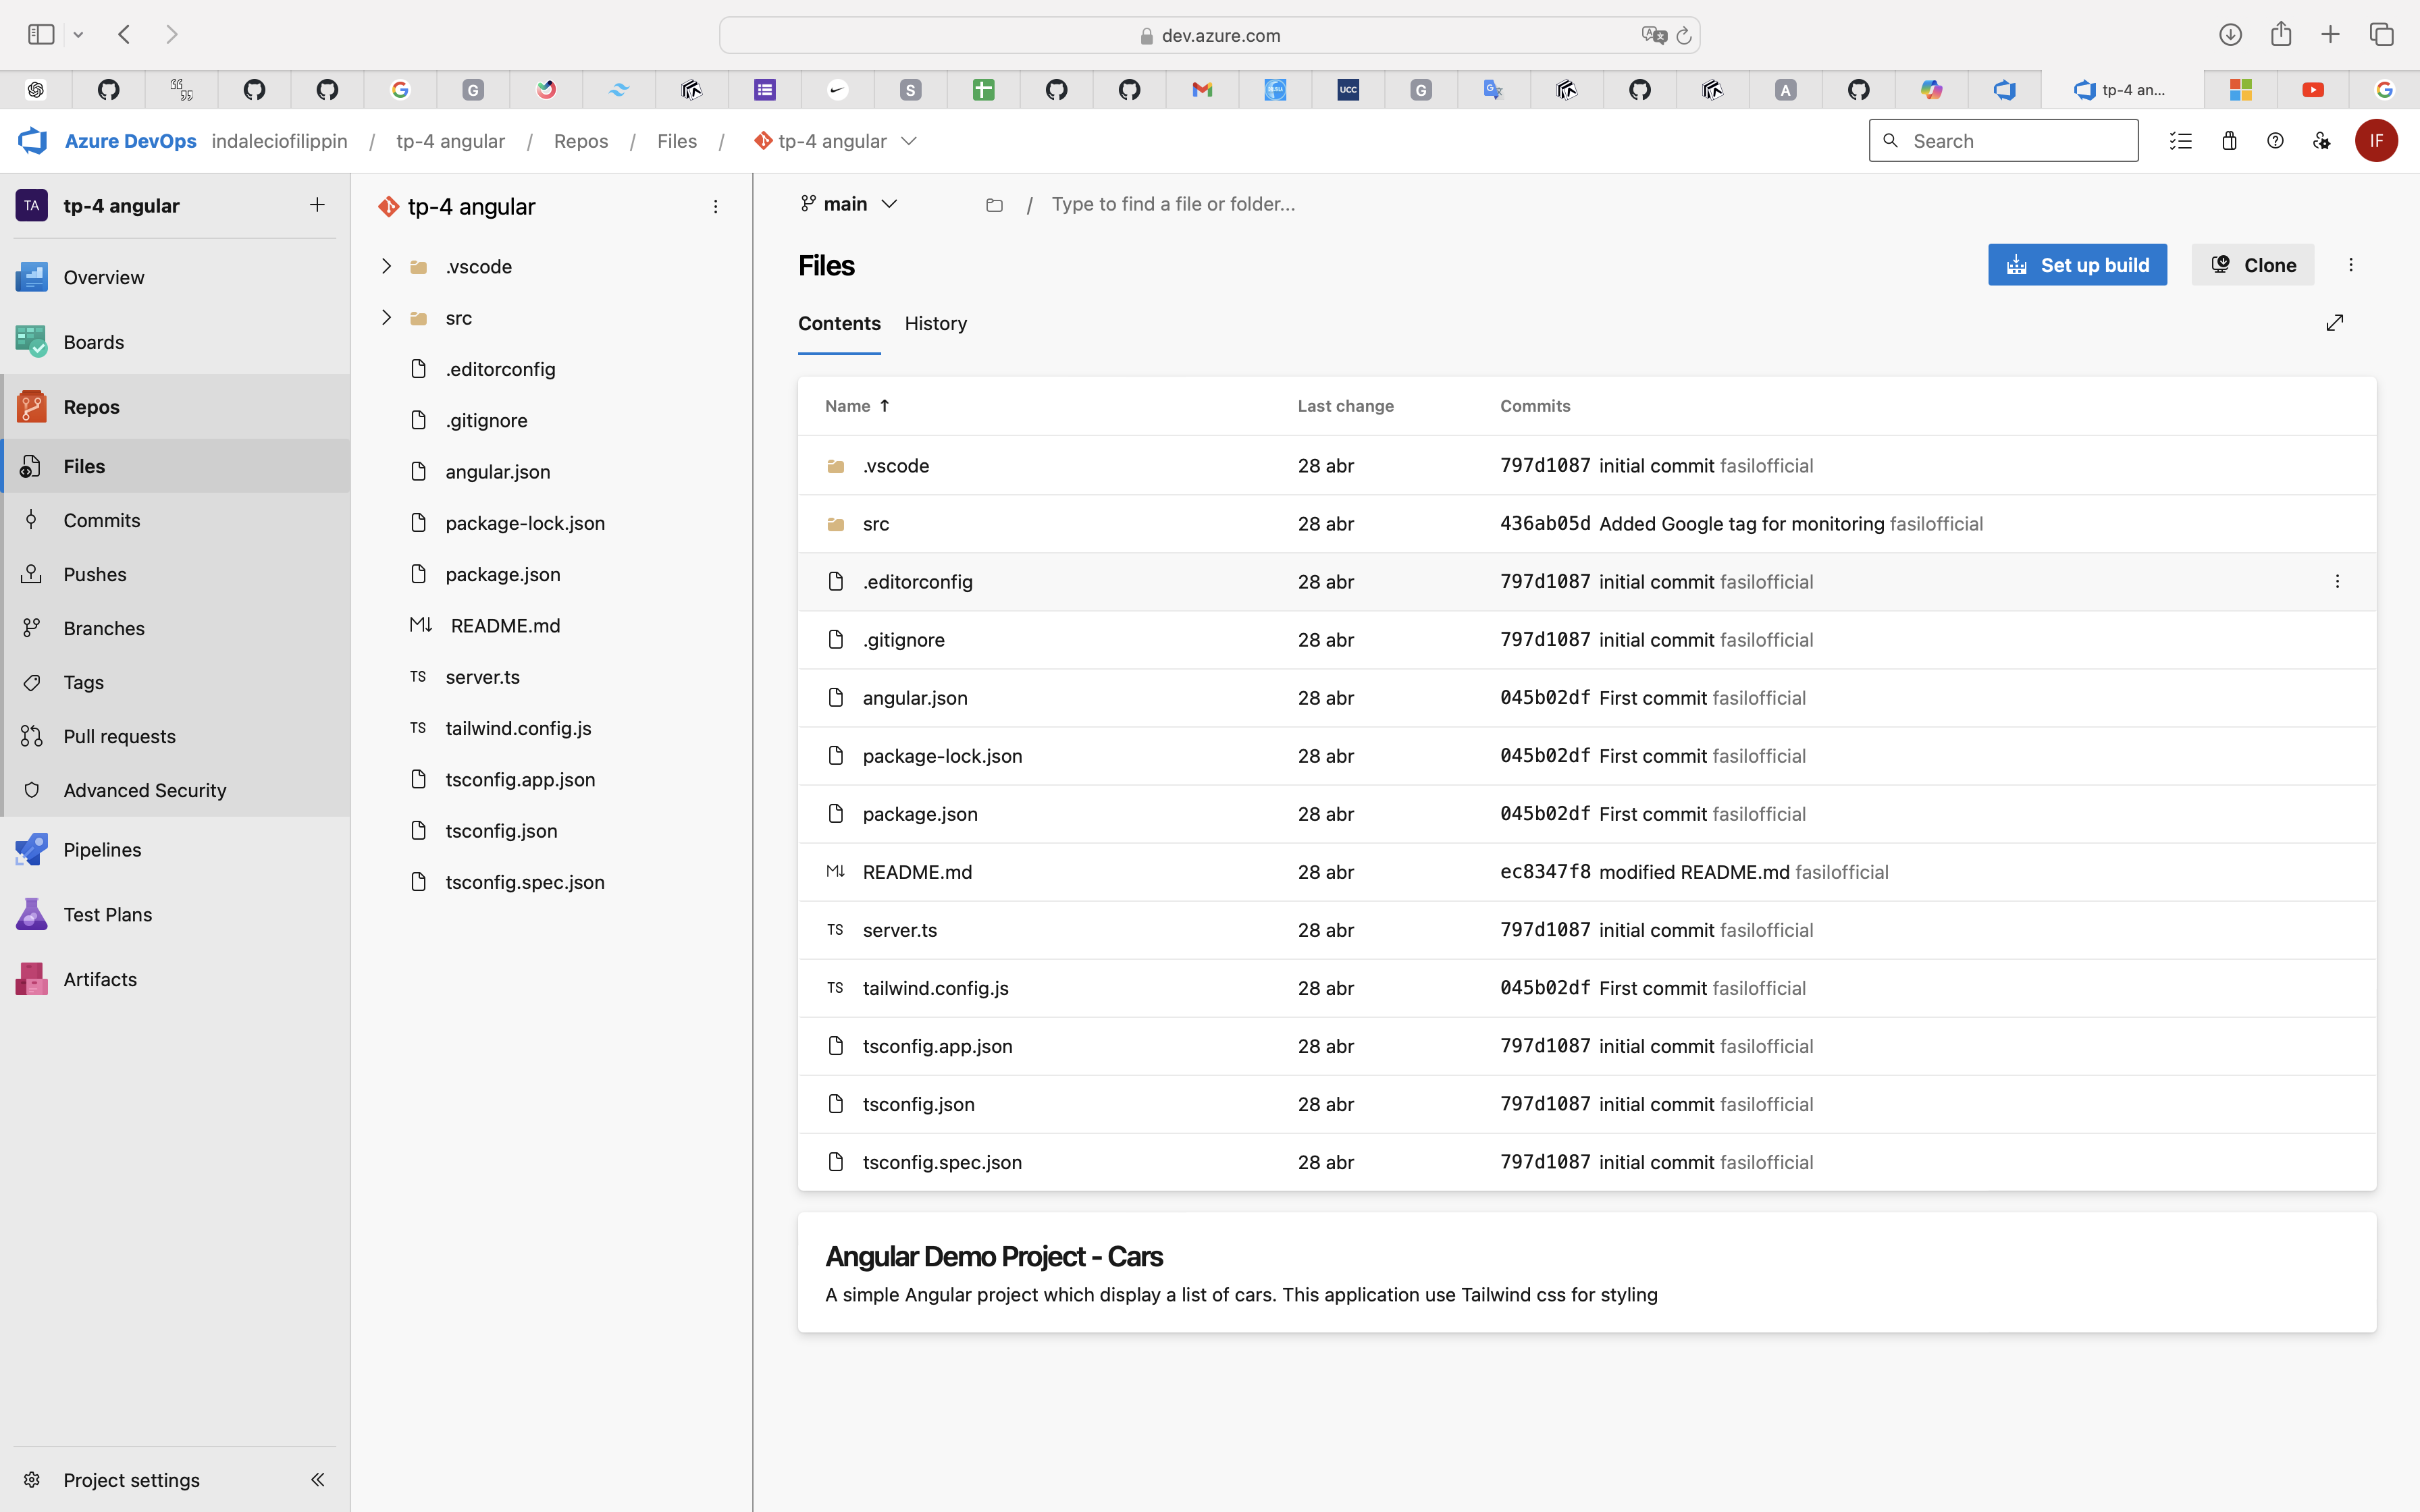 dev.azure.com
G
S
UCC
G
A
tp-4 an...
Azure DevOps indaleciofilippin / tp-4 angular / Repos / Files / tp-4 angular
Search
IF
TA tp-4 angular
Overview
Boards
Repos
Files
Commits
Pushes
Branches
Tags
Pull requests
Advanced Security
Pipelines
Test Plans
Artifacts
Project settings
tp-4 angular
.vscode
src
.editorconfig
.gitignore
angular.json
package-lock.json
package.json
M↓ README.md
TS server.ts
TS tailwind.config.js
tsconfig.app.json
tsconfig.json
tsconfig.spec.json
main / Type to find a file or folder...
Files
Set up build Clone
Contents History
Name ↑ Last change Commits
.vscode 28 abr 797d1087 initial commit fasilofficial
src 28 abr 436ab05d Added Google tag for monitoring fasilofficial
.editorconfig 28 abr 797d1087 initial commit fasilofficial
.gitignore 28 abr 797d1087 initial commit fasilofficial
angular.json 28 abr 045b02df First commit fasilofficial
package-lock.json 28 abr 045b02df First commit fasilofficial
package.json 28 abr 045b02df First commit fasilofficial
M↓ README.md 28 abr ec8347f8 modified README.md fasilofficial
TS server.ts 28 abr 797d1087 initial commit fasilofficial
TS tailwind.config.js 28 abr 045b02df First commit fasilofficial
tsconfig.app.json 28 abr 797d1087 initial commit fasilofficial
tsconfig.json 28 abr 797d1087 initial commit fasilofficial
tsconfig.spec.json 28 abr 797d1087 initial commit fasilofficial
Angular Demo Project - Cars
A simple Angular project which display a list of cars. This application use Tailwind css for styling